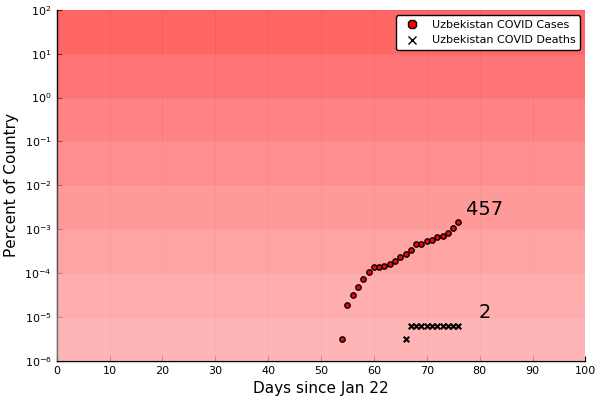 Uzbekistan COVID Cases
Uzbekistan COVID Deaths
Percent of Country
10²
10¹
10⁰
10⁻¹
10⁻²
10⁻³
10⁻⁴
10⁻⁵
10⁻⁶
457
2
0 10 20 30 40 50 60 70 80 90 100
Days since Jan 22